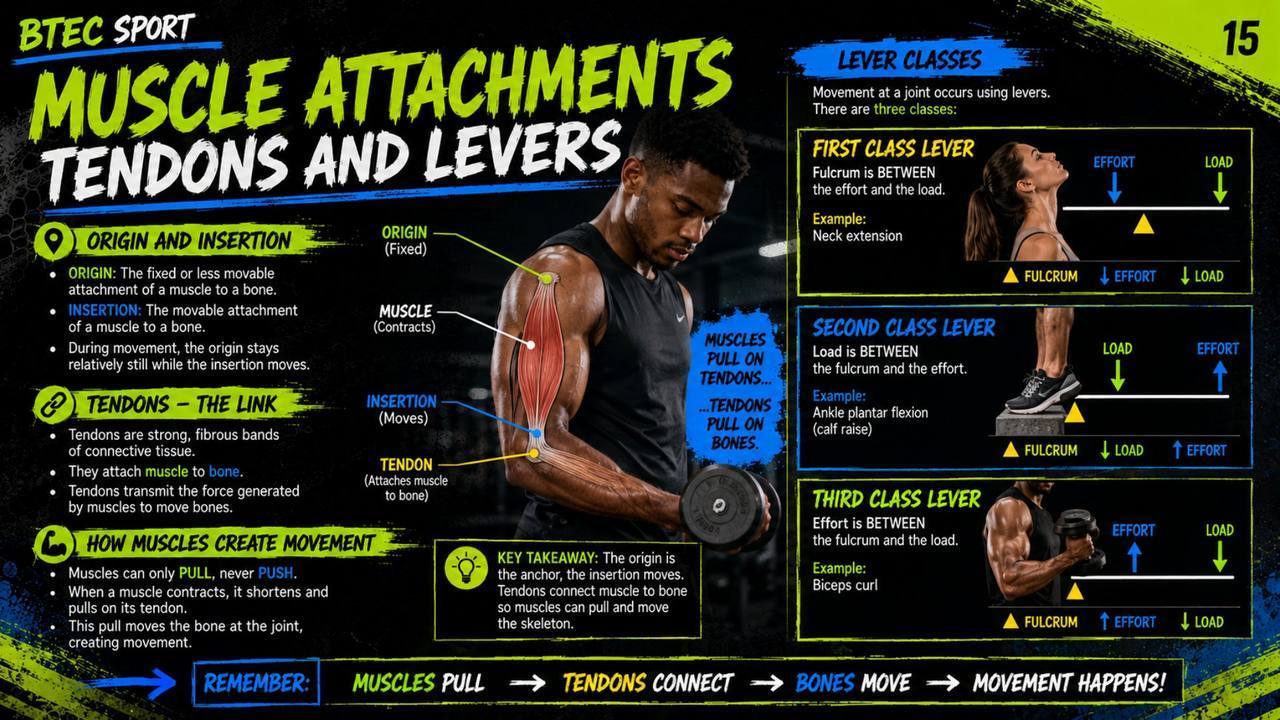 BTEC SPORT
15
MUSCLE ATTACHMENTS
TENDONS AND LEVERS
ORIGIN AND INSERTION
• ORIGIN: The fixed or less movable
attachment of a muscle to a bone.
• INSERTION: The movable attachment
of a muscle to a bone.
• During movement, the origin stays
relatively still while the insertion moves.
TENDONS – THE LINK
• Tendons are strong, fibrous bands
of connective tissue.
• They attach muscle to bone.
• Tendons transmit the force generated
by muscles to move bones.
HOW MUSCLES CREATE MOVEMENT
• Muscles can only PULL, never PUSH.
• When a muscle contracts, it shortens and
pulls on its tendon.
• This pull moves the bone at the joint,
creating movement.
ORIGIN
(Fixed)
MUSCLE
(Contracts)
INSERTION
(Moves)
TENDON
(Attaches muscle
to bone)
MUSCLES
PULL ON
TENDONS...
...TENDONS
PULL ON
BONES.
KEY TAKEAWAY: The origin is
the anchor, the insertion moves.
Tendons connect muscle to bone
so muscles can pull and move
the skeleton.
LEVER CLASSES
Movement at a joint occurs using levers.
There are three classes:
FIRST CLASS LEVER
Fulcrum is BETWEEN
the effort and the load.
Example:
Neck extension
EFFORT
LOAD
FULCRUM EFFORT LOAD
SECOND CLASS LEVER
Load is BETWEEN
the fulcrum and the effort.
Example:
Ankle plantar flexion
(calf raise)
LOAD
EFFORT
FULCRUM LOAD EFFORT
THIRD CLASS LEVER
Effort is BETWEEN
the fulcrum and the load.
Example:
Biceps curl
EFFORT
LOAD
FULCRUM EFFORT LOAD
REMEMBER: MUSCLES PULL → TENDONS CONNECT → BONES MOVE → MOVEMENT HAPPENS!